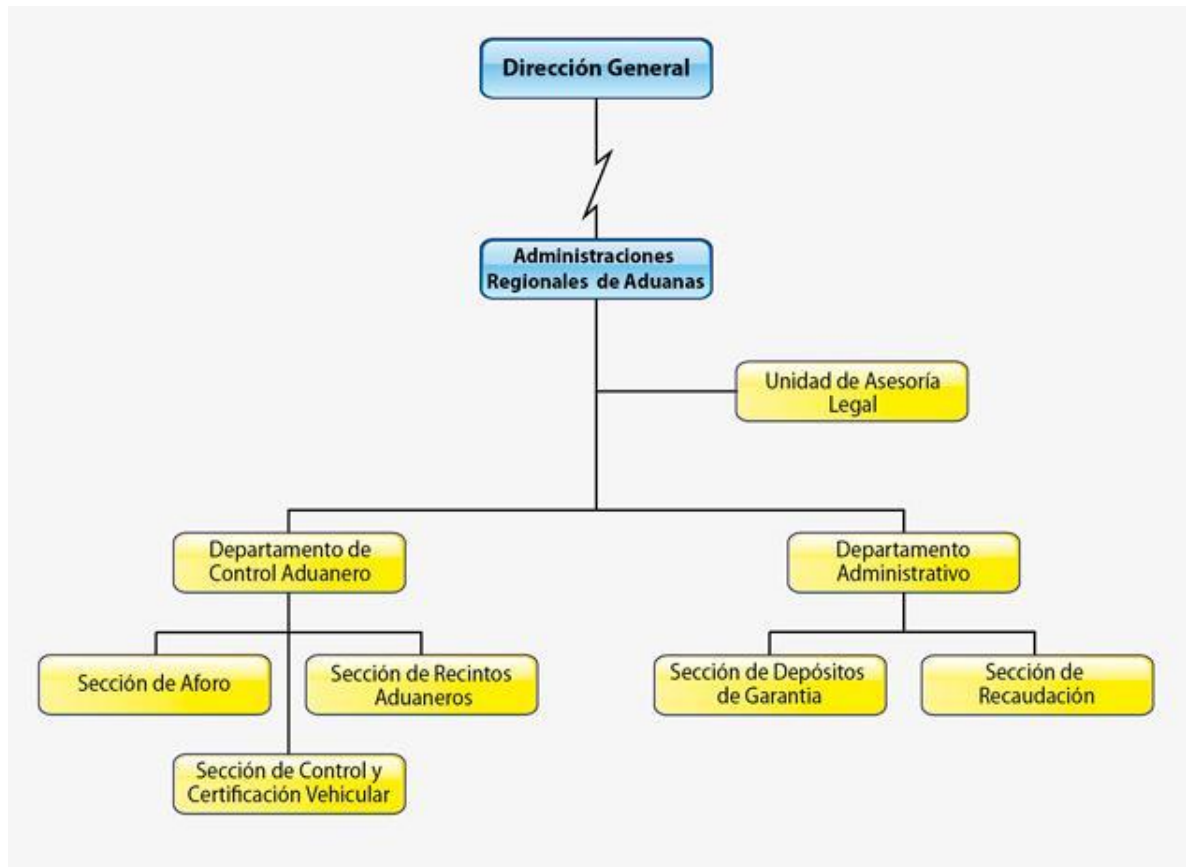 Dirección General
Administraciones
Regionales de Aduanas
Unidad de Asesoría
Legal
Departamento de
Control Aduanero
Departamento
Administrativo
Sección de Aforo
Sección de Recintos
Aduaneros
Sección de Depósitos
de Garantia
Sección de
Recaudación
Sección de Control y
Certificación Vehicular